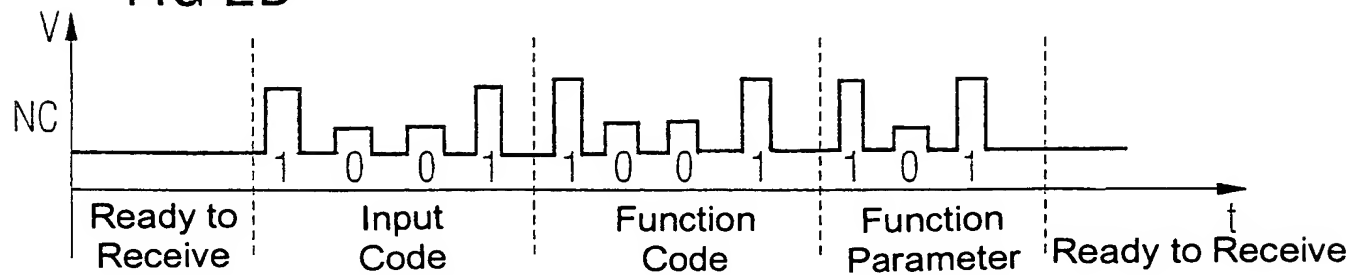 FIG
V
NC
1 0 0 1 1 0 0 1 1 0 1
t
Ready to Receive
Input Code
Function Code
Function Parameter
Ready to Receive